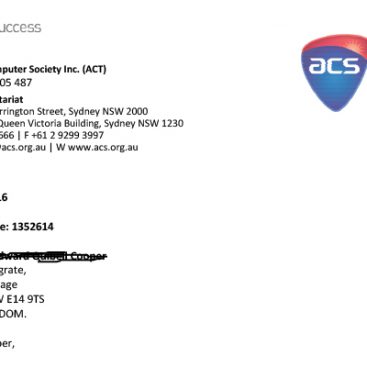 uccess
acs
puter Society Inc. (ACT)
05 487
tariat
rrington Street, Sydney NSW 2000
Queen Victoria Building, Sydney NSW 1230
666 | F +61 2 9299 3997
@acs.org.au | W www.acs.org.au
16
e: 1352614
Cooper
grate,
age
E14 9TS
DOM.
per,